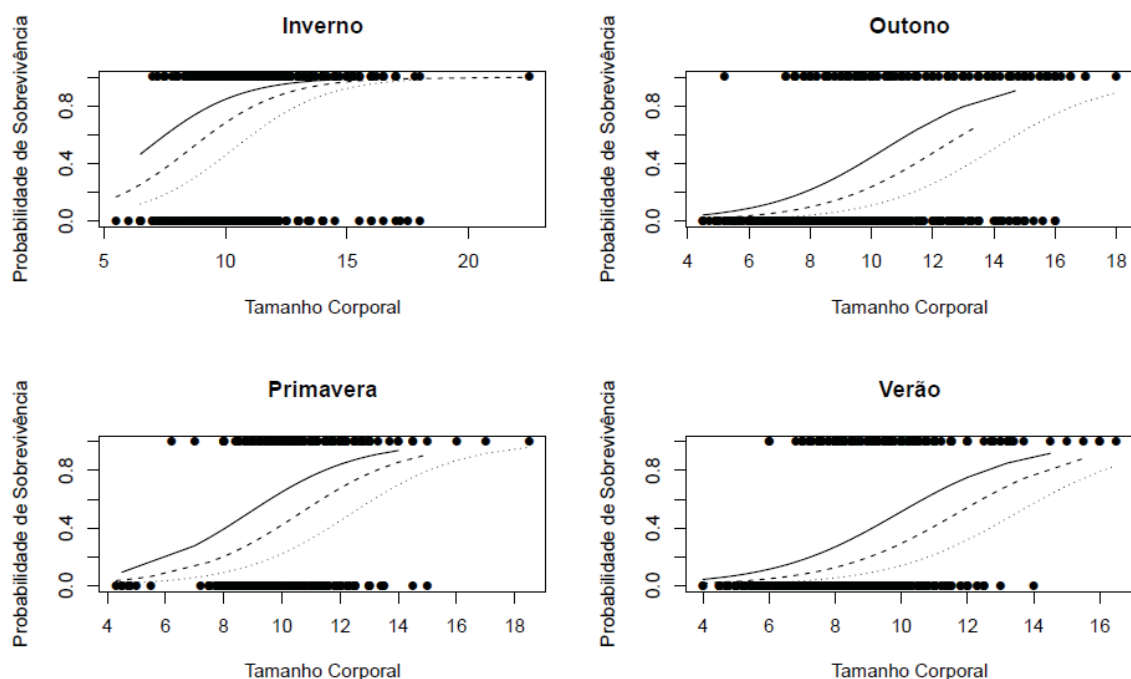 Inverno
Probabilidade de Sobrevivência
0.0 0.4 0.8
5 10 15 20
Tamanho Corporal
Outono
Probabilidade de Sobrevivência
0.0 0.4 0.8
4 6 8 10 12 14 16 18
Tamanho Corporal
Primavera
Probabilidade de Sobrevivência
0.0 0.4 0.8
4 6 8 10 12 14 16 18
Tamanho Corporal
Verão
Probabilidade de Sobrevivência
0.0 0.4 0.8
4 6 8 10 12 14 16
Tamanho Corporal